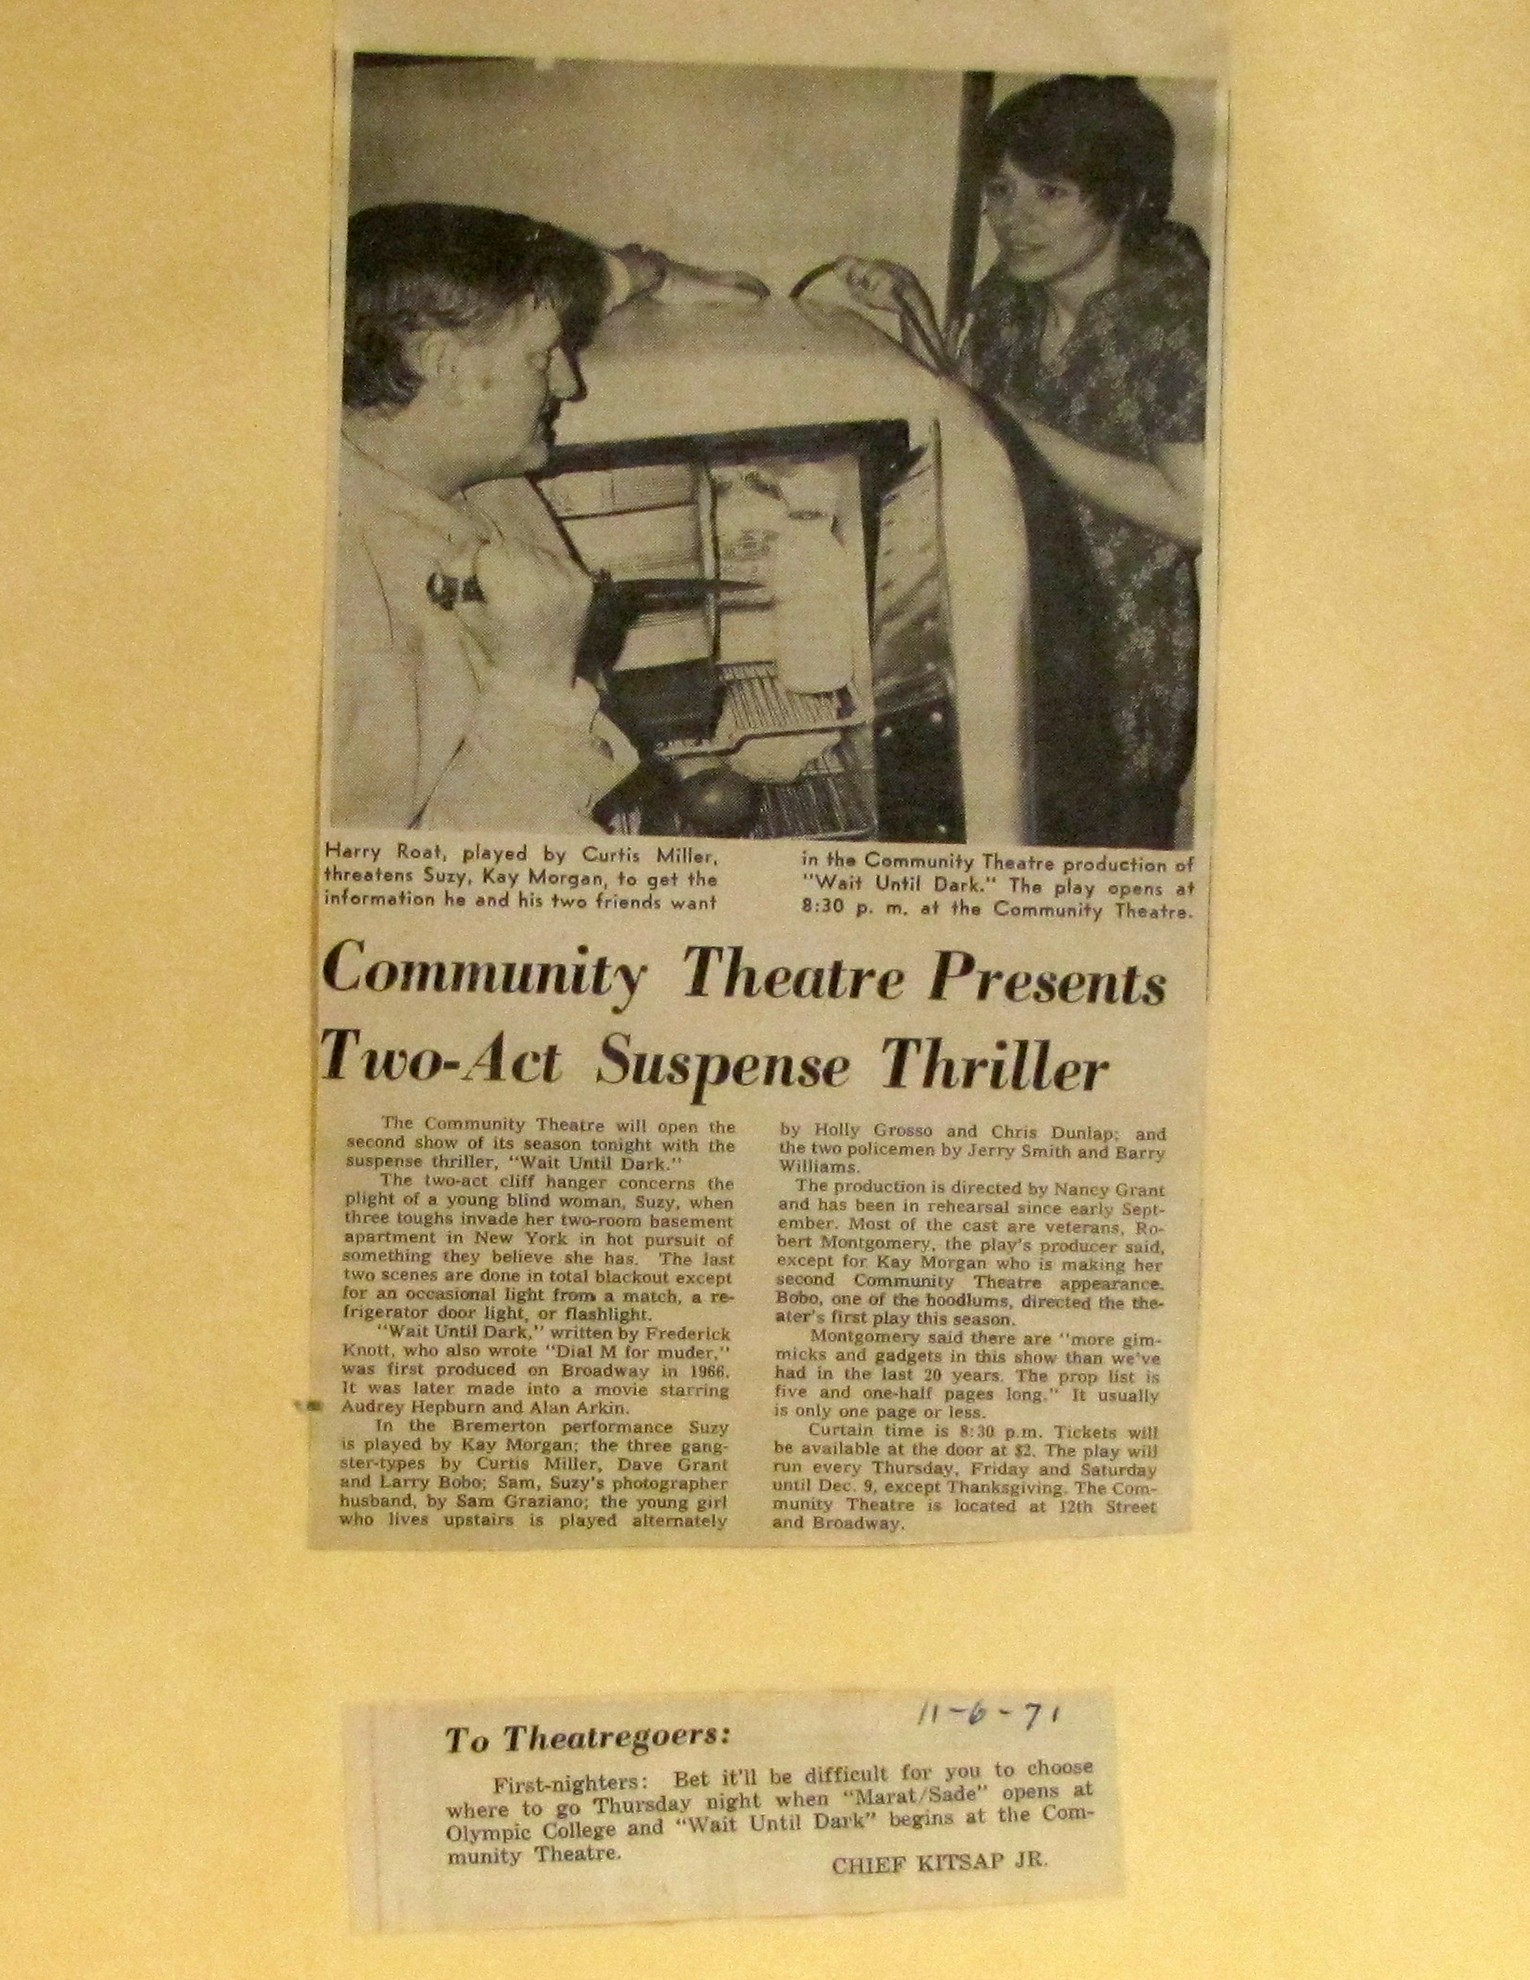 Harry Roat, played by Curtis Miller,
threatens Suzy, Kay Morgan, to get the
information he and his two friends want
in the Community Theatre production of
"Wait Until Dark." The play opens at
8:30 p. m. at the Community Theatre.
Community Theatre Presents
Two-Act Suspense Thriller
The Community Theatre will open the
second show of its season tonight with the
suspense thriller, "Wait Until Dark."
The two-act cliff hanger concerns the
plight of a young blind woman, Suzy, when
three toughs invade her two-room basement
apartment in New York in hot pursuit of
something they believe she has. The last
two scenes are done in total blackout except
for an occasional light from a match, a re-
frigerator door light, or flashlight.
"Wait Until Dark," written by Frederick
Knott, who also wrote "Dial M for muder,"
was first produced on Broadway in 1966.
It was later made into a movie starring
Audrey Hepburn and Alan Arkin.
In the Bremerton performance Suzy
is played by Kay Morgan; the three gang-
ster-types by Curtis Miller, Dave Grant
and Larry Bobo; Sam, Suzy's photographer
husband, by Sam Graziano; the young girl
who lives upstairs is played alternately
by Holly Grosso and Chris Dunlap; and
the two policemen by Jerry Smith and Barry
Williams.
The production is directed by Nancy Grant
and has been in rehearsal since early Sept-
ember. Most of the cast are veterans, Ro-
bert Montgomery, the play's producer said,
except for Kay Morgan who is making her
second Community Theatre appearance.
Bobo, one of the hoodlums, directed the the-
ater's first play this season.
Montgomery said there are "more gim-
micks and gadgets in this show than we've
had in the last 20 years. The prop list is
five and one-half pages long." It usually
is only one page or less.
Curtain time is 8:30 p.m. Tickets will
be available at the door at $2. The play will
run every Thursday, Friday and Saturday
until Dec. 9, except Thanksgiving. The Com-
munity Theatre is located at 12th Street
and Broadway.
11-6-71
To Theatregoers:
First-nighters: Bet it'll be difficult for you to choose
where to go Thursday night when "Marat/Sade" opens at
Olympic College and "Wait Until Dark" begins at the Com-
munity Theatre.
CHIEF KITSAP JR.